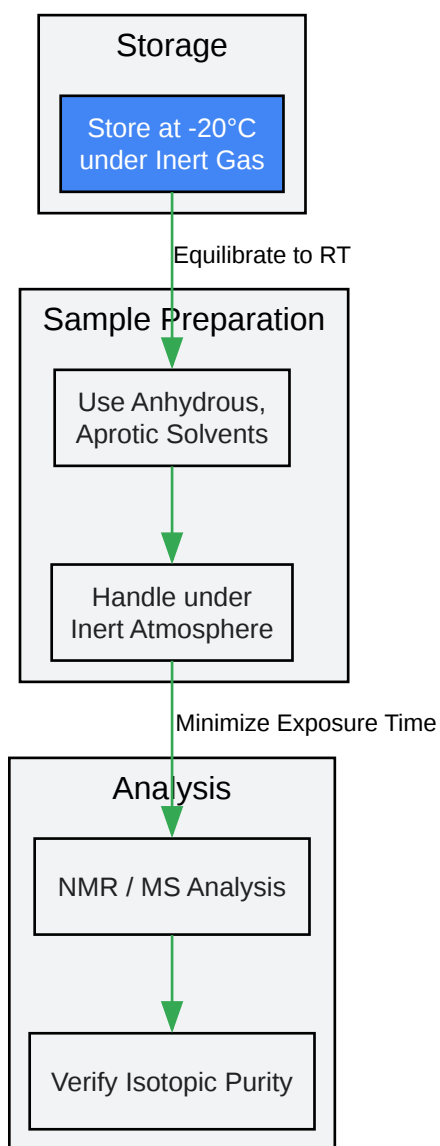 Storage
Store at -20°C
under Inert Gas
Equilibrate to RT
Sample Preparation
Use Anhydrous,
Aprotic Solvents
Handle under
Inert Atmosphere
Minimize Exposure Time
Analysis
NMR / MS Analysis
Verify Isotopic Purity